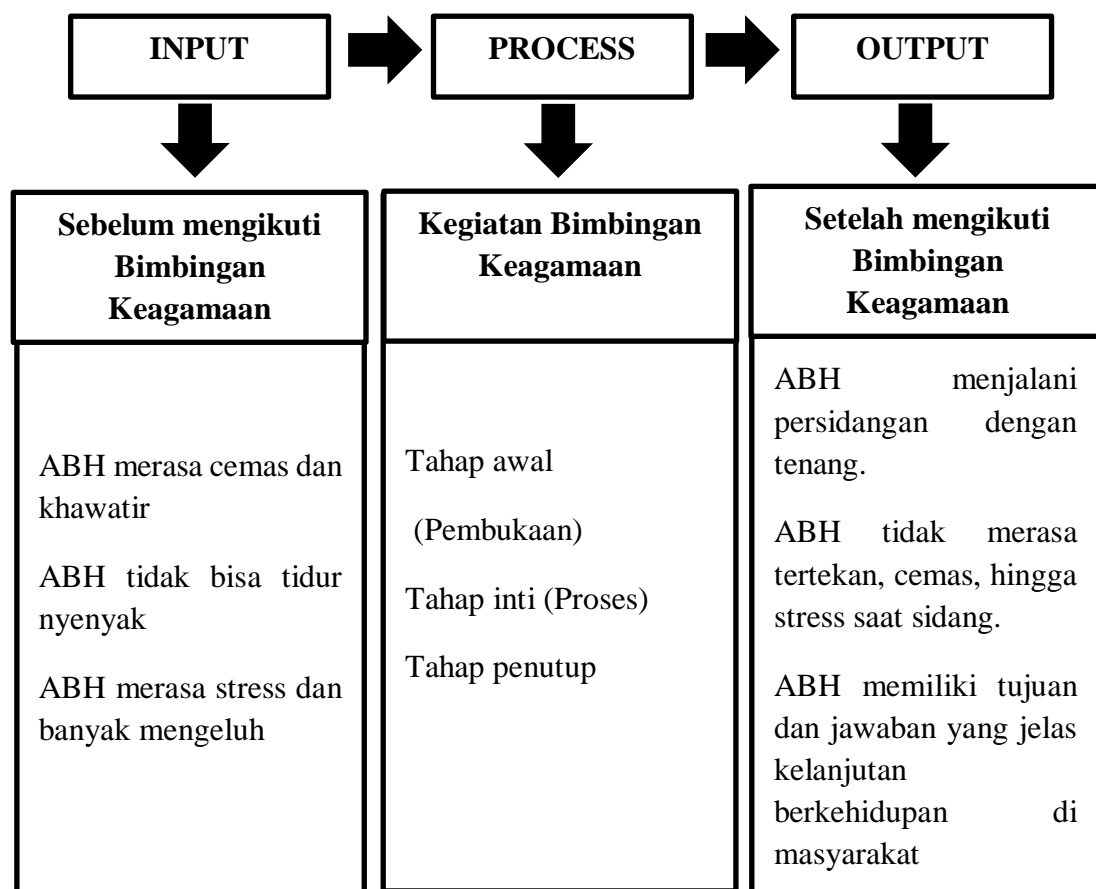 INPUT
PROCESS
OUTPUT
Sebelum mengikuti
Bimbingan
Keagamaan
ABH merasa cemas dan
khawatir
ABH tidak bisa tidur
nyenyak
ABH merasa stress dan
banyak mengeluh
Kegiatan Bimbingan
Keagamaan
Tahap awal
(Pembukaan)
Tahap inti (Proses)
Tahap penutup
Setelah mengikuti
Bimbingan
Keagamaan
ABH menjalani
persidangan dengan
tenang.
ABH tidak merasa
tertekan, cemas, hingga
stress saat sidang.
ABH memiliki tujuan
dan jawaban yang jelas
kelanjutan
berkehidupan di
masyarakat